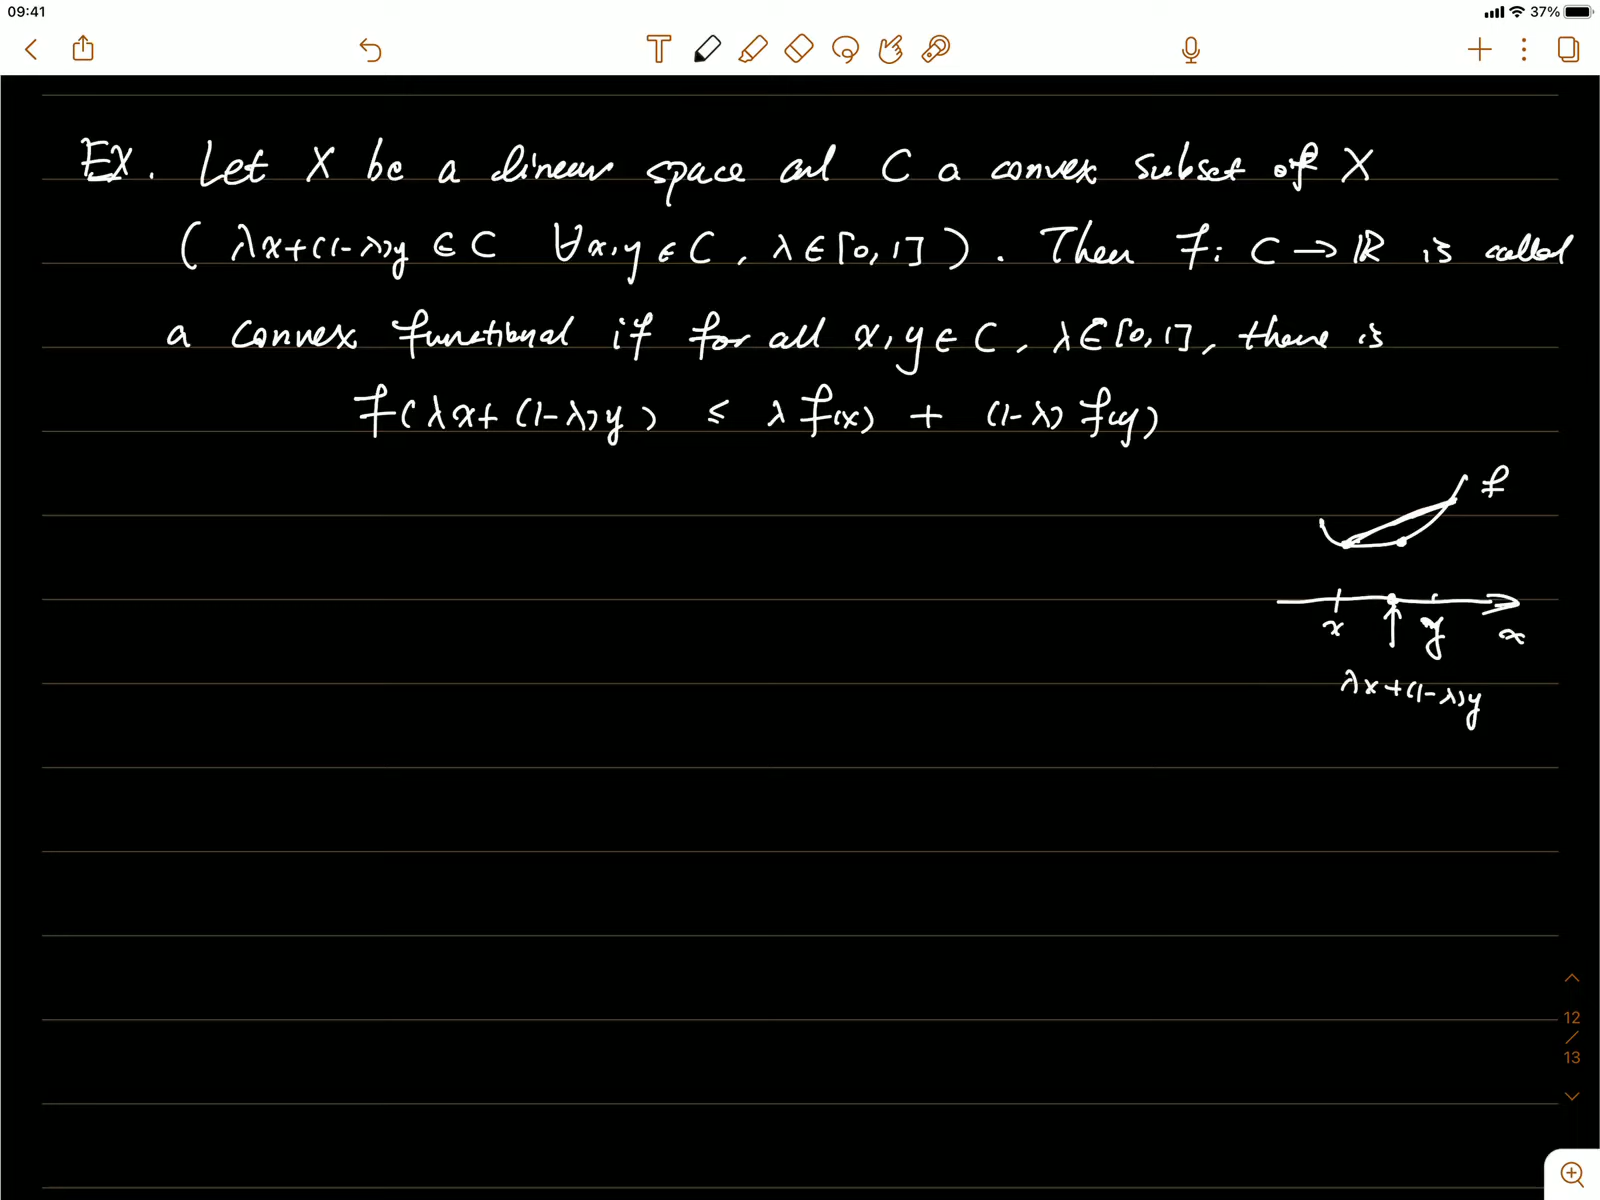 09:41
37%
T
EX. Let X be a linear space and C a convex subset of X
( λx+(1-λ)y ∈ C ∀x,y ∈ C, λ∈[0,1] ). Then f: C → ℝ is called
a convex functional if for all x,y ∈ C, λ∈[0,1], there is
f(λx+(1-λ)y) ≤ λf(x) + (1-λ)f(y)
f
x y x
λx+(1-λ)y
12
/
13